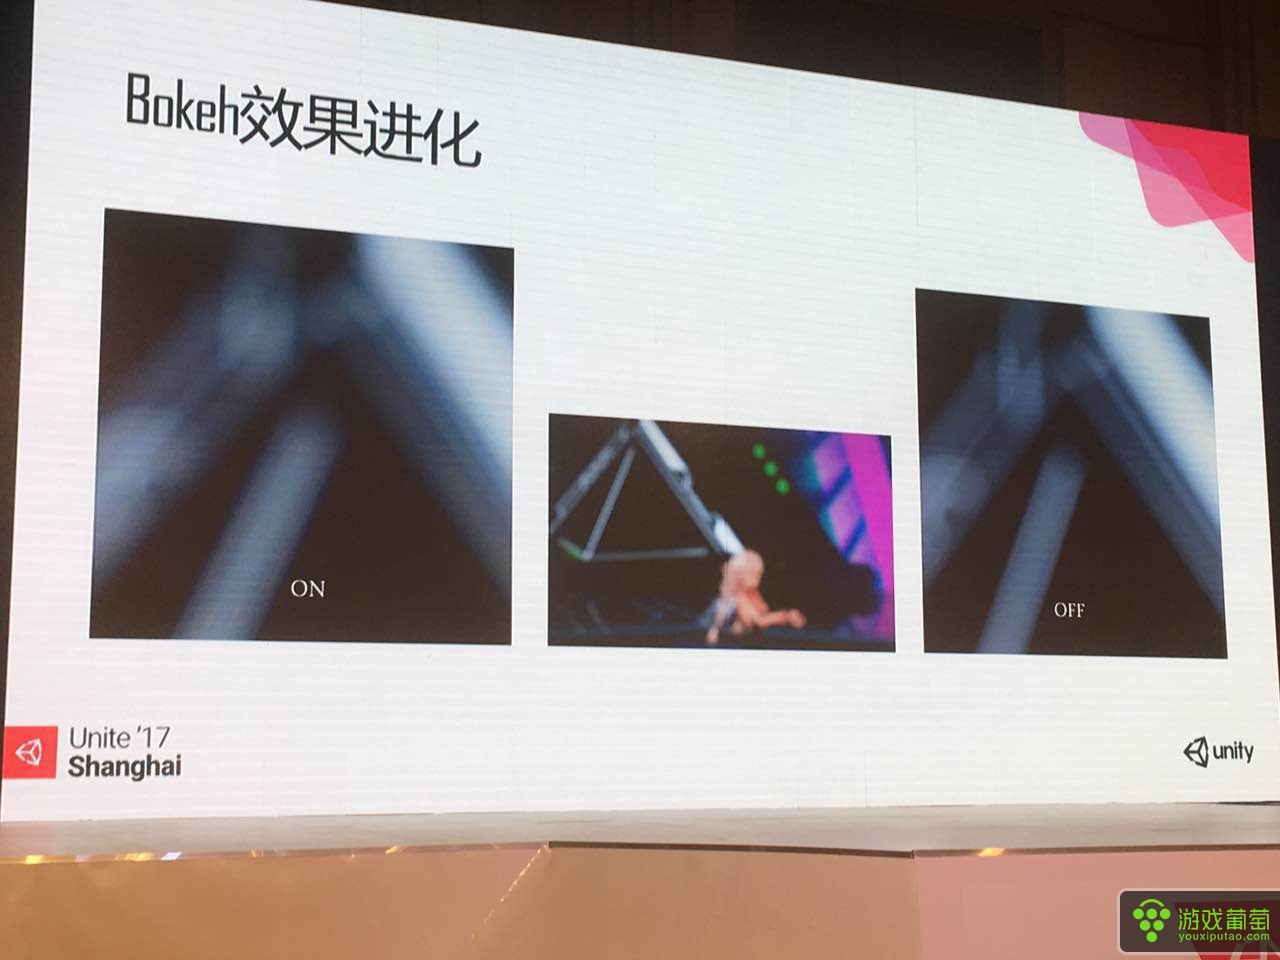 Bokeh效果进化
ON
OFF
Unite '17
Shanghai
unity
游戏葡萄
youxiputao.com